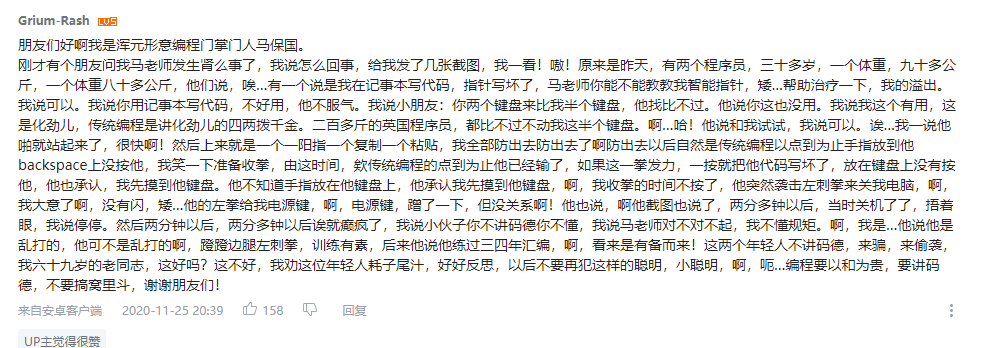 Grium-Rash LV5
朋友们好啊我是浑元形意编程门掌门人马保国。
刚才有个朋友问我马老师发生肾么事了，我说怎么回事，给我发了几张截图，我一看！嗷！原来是昨天，有两个程序员，三十多岁，一个体重，九十多公
斤，一个体重八十多公斤，他们说，唉...有一个说是我在记事本写代码，指针写坏了，马老师你能不能教教我智能指针，矮...帮助治疗一下，我的溢出。
我说可以。我说你用记事本写代码，不好用，他不服气。我说小朋友：你两个键盘来比我半个键盘，他找比不过。他说你这也没用。我说我这个有用，这
是化劲儿，传统编程是讲化劲儿的四两拨千金。二百多斤的英国程序员，都比不过不动我这半个键盘。啊...哈！他说和我试试，我说可以。诶...我一说他
啪就站起来了，很快啊！然后上来就是一个一阳指一个复制一个粘贴，我全部防出去防出去了啊防出去以后自然是传统编程以点到为止手指放到他
backspace上没按他，我笑一下准备收拳，由这时间，欸传统编程的点到为止他已经输了，如果这一拳发力，一按就把他代码写坏了，放在键盘上没有按
他，他也承认，我先摸到他键盘。他不知道手指放在他键盘上，他承认我先摸到他键盘，啊，我收拳的时间不按了，他突然袭击左刺拳来关我电脑，啊，
我大意了啊，没有闪，矮...他的左拳给我电源键，啊，电源键，蹭了一下，但没关系啊！他也说，啊他截图也说了，两分多钟以后，当时关机了了，捂着
眼，我说停停。然后两分钟以后，两分多钟以后诶就癫疯了，我说小伙子你不讲码德你不懂，我说马老师对不对不起，我不懂规矩。啊，我是...他说他是
乱打的，他可不是乱打的啊，蹬蹬边腿左刺拳，训练有素，后来他说他练过三四年汇编，啊，看来是有备而来！这两个年轻人不讲码德，来骗，来偷袭，
我六十九岁的老同志，这好吗？这不好，我劝这位年轻人耗子尾汁，好好反思，以后不要再犯这样的聪明，小聪明，啊，呃...编程要以和为贵，要讲码
德，不要搞窝里斗，谢谢朋友们！
来自安卓客户端 2020-11-25 20:39 158 回复
UP主觉得很赞